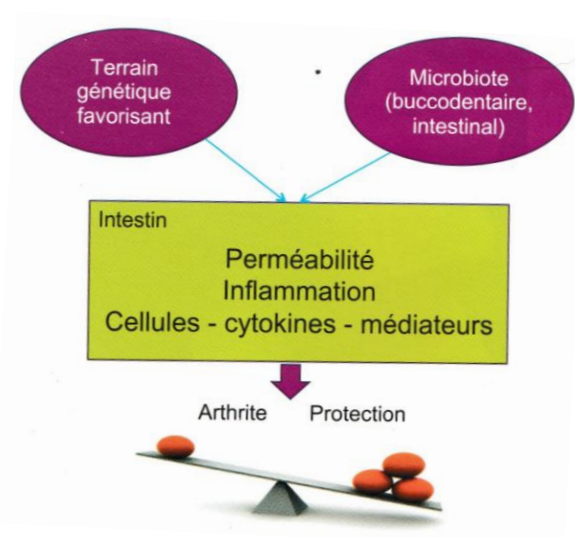 Terrain
génétique
favorisant
Microbiote
(buccodentaire,
intestinal)
Intestin
Perméabilité
Inflammation
Cellules - cytokines - médiateurs
Arthrite
Protection